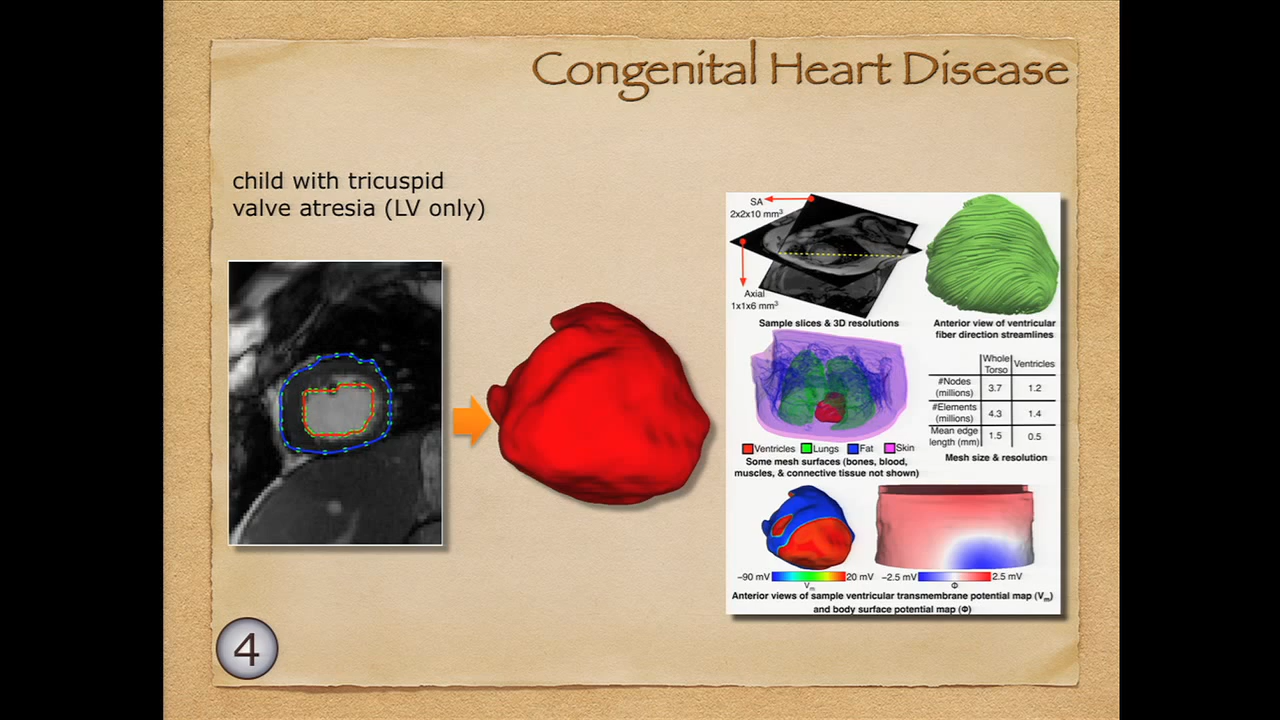 Congenital Heart Disease
child with tricuspid
valve atresia (LV only)
SA
2x2x10 mm³
Axial
1x1x6 mm³
Sample slices & 3D resolutions
Anterior view of ventricular
fiber direction streamlines
Whole Torso Ventricles
#Nodes (millions) 3.7 1.2
#Elements (millions) 4.3 1.4
Mean edge length (mm) 1.5 0.5
Mesh size & resolution
Ventricles Lungs Fat Skin
Some mesh surfaces (bones, blood,
muscles, & connective tissue not shown)
−90 mV 20 mV
Vm
−2.5 mV 2.5 mV
Φ
Anterior views of sample ventricular transmembrane potential map (Vm)
and body surface potential map (Φ)
4